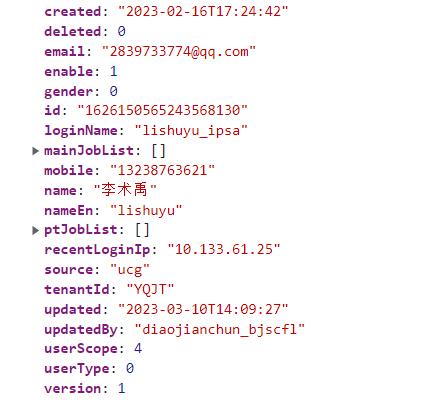 created: "2023-02-16T17:24:42"
deleted: 0
email: "2839733774@qq.com"
enable: 1
gender: 0
id: "1626150565243568130"
loginName: "lishuyu_ipsa"
mainJobList: []
mobile: "13238763621"
name: "李术禹"
nameEn: "lishuyu"
ptJobList: []
recentLoginIp: "10.133.61.25"
source: "ucg"
tenantId: "YQJT"
updated: "2023-03-10T14:09:27"
updatedBy: "diaojianchun_bjscfl"
userScope: 4
userType: 0
version: 1